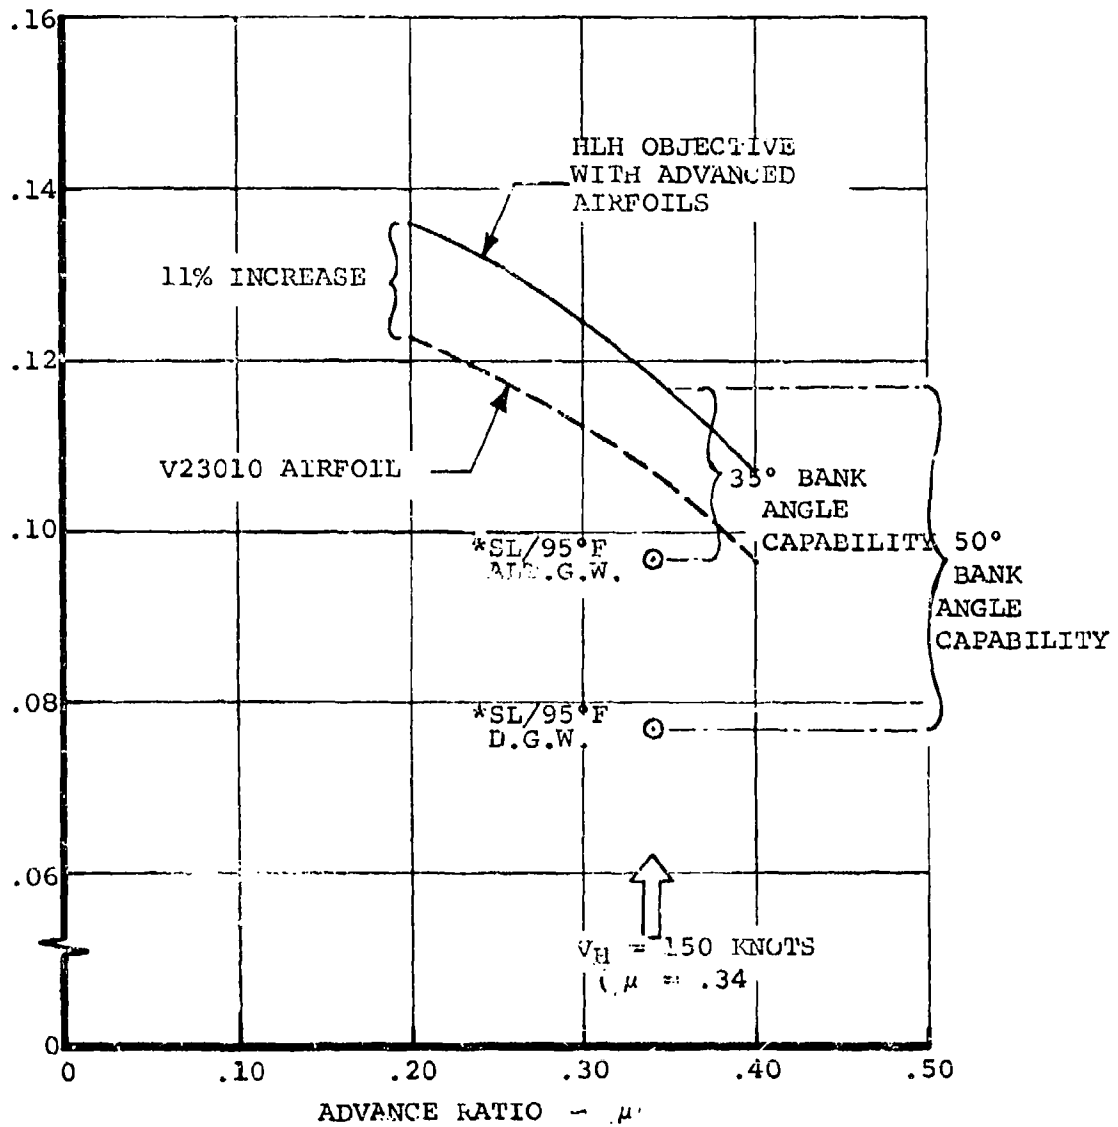 .16
.14
.12
.10
.08
.06
0
HLH OBJECTIVE
WITH ADVANCED
AIRFOILS
11% INCREASE
V23010 AIRFOIL
35° BANK
ANGLE
CAPABILITY
50°
BANK
ANGLE
CAPABILITY
*SL/95°F
G.W.
*SL/95°F
D.G.W.
VH = 150 KNOTS
( μ = .34
0 .10 .20 .30 .40 .50
ADVANCE RATIO - μ